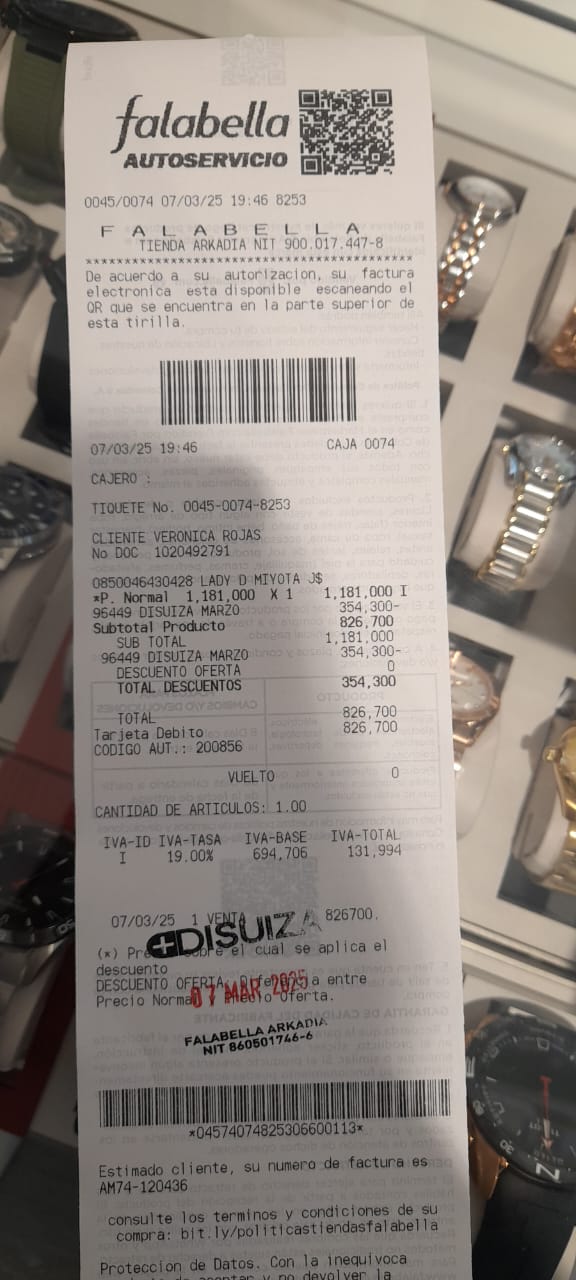 falabella
AUTOSERVICIO
0045/0074 07/03/25 19:46 8253
F A L A B E L L A
TIENDA ARKADIA NIT 900.017.447-8
****************************************
De acuerdo a su autorizacion, su factura
electronica esta disponible escaneando el
QR que se encuentra en la parte superior de
esta tirilla.
07/03/25 19:46 CAJA 0074
CAJERO :
TIQUETE No. 0045-0074-8253
CLIENTE VERONICA ROJAS
No DOC 1020492791
0850046430428 LADY D MIYOTA J$
*P. Normal 1,181,000 X 1 1,181,000 I
96449 DISUIZA MARZO 354,300-
Subtotal Producto 826,700
SUB TOTAL 1,181,000
96449 DISUIZA MARZO 354,300-
DESCUENTO OFERTA 0
TOTAL DESCUENTOS 354,300
TOTAL 826,700
Tarjeta Debito 826,700
CODIGO AUT.: 200856
VUELTO 0
CANTIDAD DE ARTICULOS: 1.00
IVA-ID IVA-TASA IVA-BASE IVA-TOTAL
I 19.00% 694,706 131,994
07/03/25 1 VENTA 826700.
DISUIZA
(*) el cual se aplica el
descuento
DESCUENTO OFERTA. a entre
07 MAR 2025
Precio Normal Oferta.
FALABELLA ARKADIA
NIT 860501746-6
*04574074825306600113*
Estimado cliente, su numero de factura es
AM74-120436
consulte los terminos y condiciones de su
compra: bit.ly/politicastiendasfalabella
Proteccion de Datos. Con la inequivoca